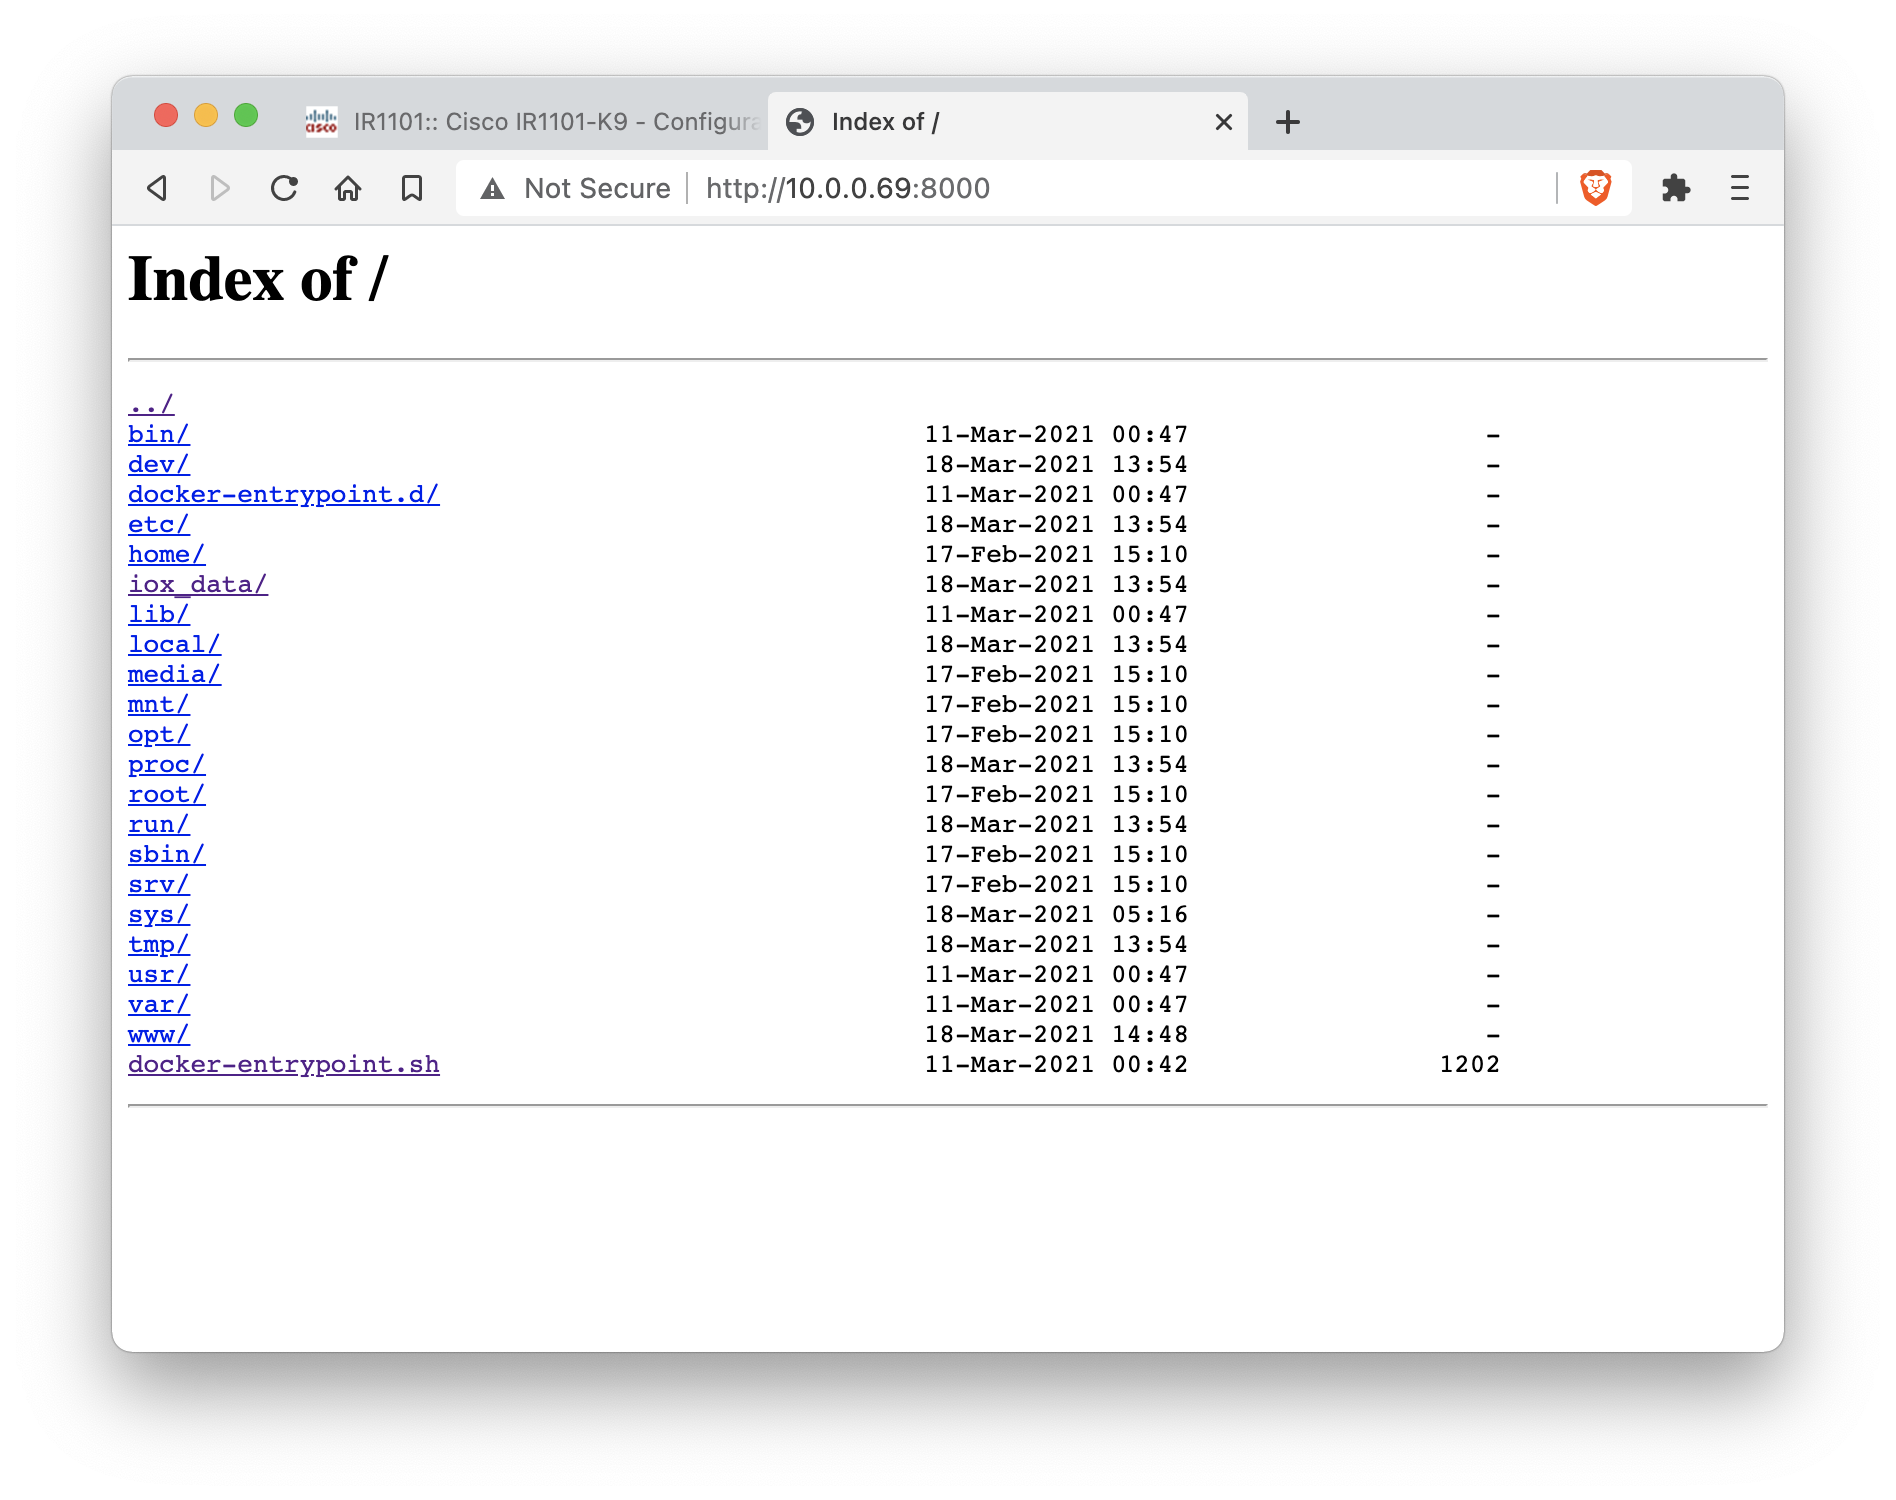 CISCO IR1101:: Cisco IR1101-K9 - Configura Index of /
Not Secure http://10.0.0.69:8000
Index of /
../
bin/ 11-Mar-2021 00:47 -
dev/ 18-Mar-2021 13:54 -
docker-entrypoint.d/ 11-Mar-2021 00:47 -
etc/ 18-Mar-2021 13:54 -
home/ 17-Feb-2021 15:10 -
iox_data/ 18-Mar-2021 13:54 -
lib/ 11-Mar-2021 00:47 -
local/ 18-Mar-2021 13:54 -
media/ 17-Feb-2021 15:10 -
mnt/ 17-Feb-2021 15:10 -
opt/ 17-Feb-2021 15:10 -
proc/ 18-Mar-2021 13:54 -
root/ 17-Feb-2021 15:10 -
run/ 18-Mar-2021 13:54 -
sbin/ 17-Feb-2021 15:10 -
srv/ 17-Feb-2021 15:10 -
sys/ 18-Mar-2021 05:16 -
tmp/ 18-Mar-2021 13:54 -
usr/ 11-Mar-2021 00:47 -
var/ 11-Mar-2021 00:47 -
www/ 18-Mar-2021 14:48 -
docker-entrypoint.sh 11-Mar-2021 00:42 1202